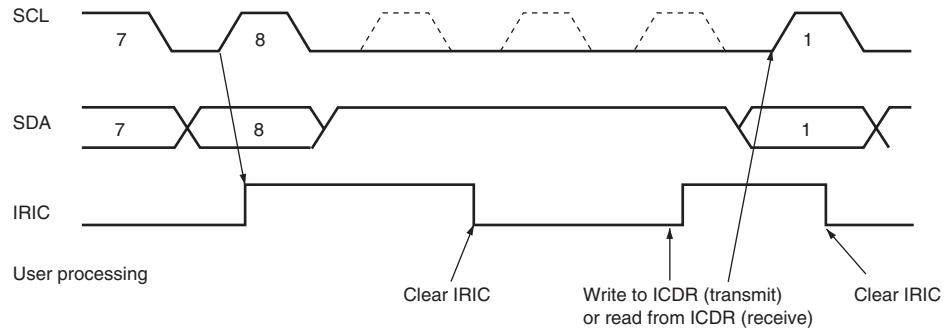 SCL
7 8 1
SDA
7 8 1
IRIC
User processing
Clear IRIC
Write to ICDR (transmit)
or read from ICDR (receive)
Clear IRIC